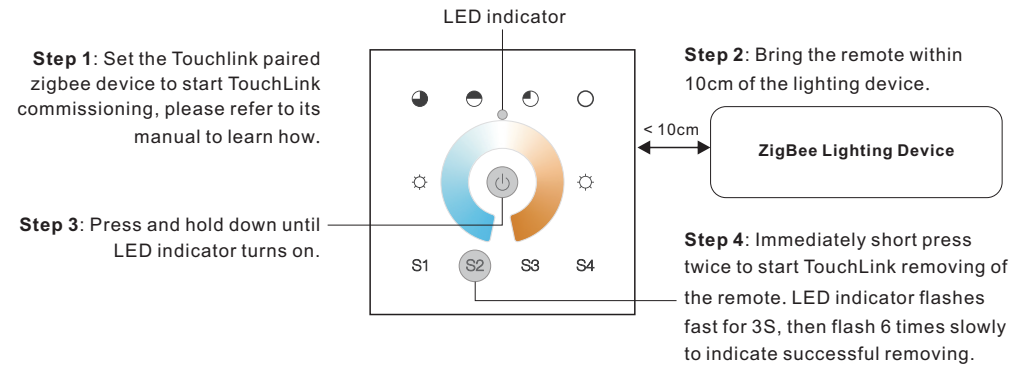 LED indicator
Step 1: Set the Touchlink paired
zigbee device to start TouchLink
commissioning, please refer to its
manual to learn how.
Step 2: Bring the remote within
10cm of the lighting device.
< 10cm
ZigBee Lighting Device
Step 3: Press and hold down until
LED indicator turns on.
S1
S2
S3
S4
Step 4: Immediately short press
twice to start TouchLink removing of
the remote. LED indicator flashes
fast for 3S, then flash 6 times slowly
to indicate successful removing.